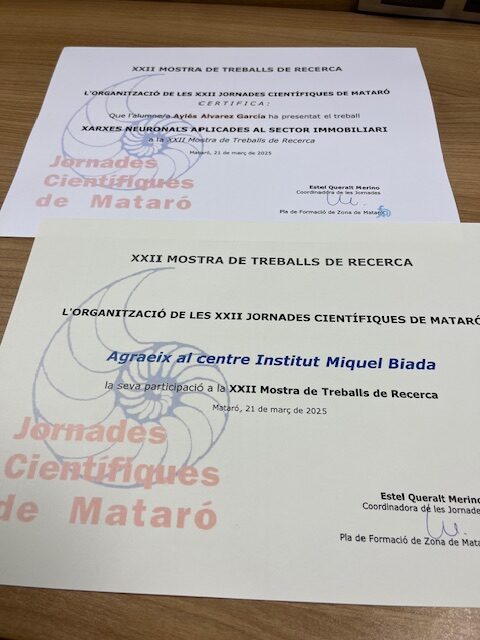 XXII MOSTRA DE TREBALLS DE RECERCA
L'ORGANITZACIÓ DE LES XXII JORNADES CIENTÍFIQUES DE MATARÓ
CERTIFICA:
Que l'alumne/a Aylés Álvarez García ha presentat el treball
XARXES NEURONALS APLICADES AL SECTOR IMMOBILIARI
a la XXII Mostra de Treballs de Recerca
Mataró, 21 de març de 2025
Jornades
Científiques
de Mataró
Estel Queralt Merino
Coordinadora de les Jornades
Pla de Formació de Zona de Mataró
XXII MOSTRA DE TREBALLS DE RECERCA
L'ORGANITZACIÓ DE LES XXII JORNADES CIENTÍFIQUES DE MATARÓ
Agraeix al centre Institut Miquel Biada
la seva participació a la XXII Mostra de Treballs de Recerca
Mataró, 21 de març de 2025
Jornades
Científiques
de Mataró
Estel Queralt Merino
Coordinadora de les Jornade
Pla de Formació de Zona de Mata